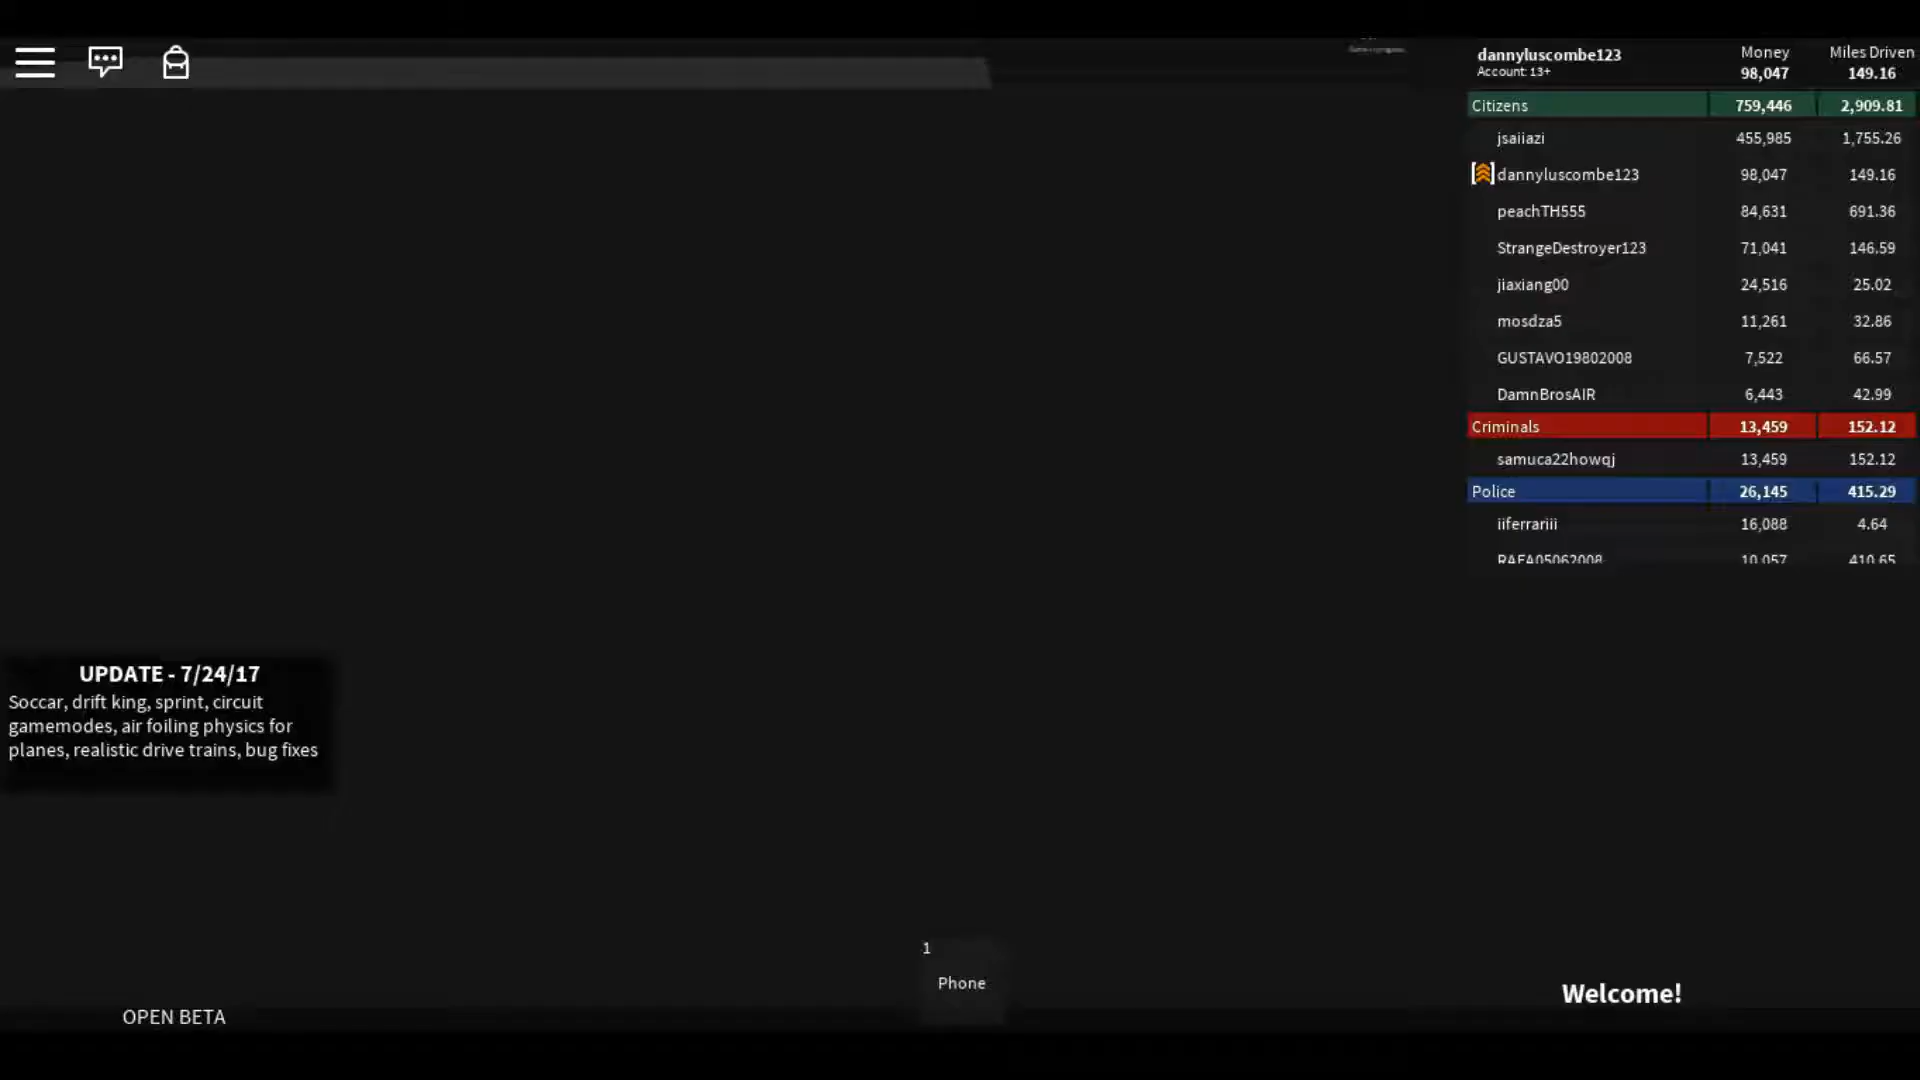 dannyluscombe123 Money Miles Driven
Account: 13+ 98,047 149.16
Citizens 759,446 2,909.81
jsaiiazi 455,985 1,755.26
dannyluscombe123 98,047 149.16
peachTH555 84,631 691.36
StrangeDestroyer123 71,041 146.59
jiaxiang00 24,516 25.02
mosdza5 11,261 32.86
GUSTAVO19802008 7,522 66.57
DamnBrosAIR 6,443 42.99
Criminals 13,459 152.12
samuca22howqj 13,459 152.12
Police 26,145 415.29
iiferrariii 16,088 4.64
RAFA05062008 10,057 410.65
UPDATE - 7/24/17
Soccar, drift king, sprint, circuit
gamemodes, air foiling physics for
planes, realistic drive trains, bug fixes
1
Phone
Welcome!
OPEN BETA